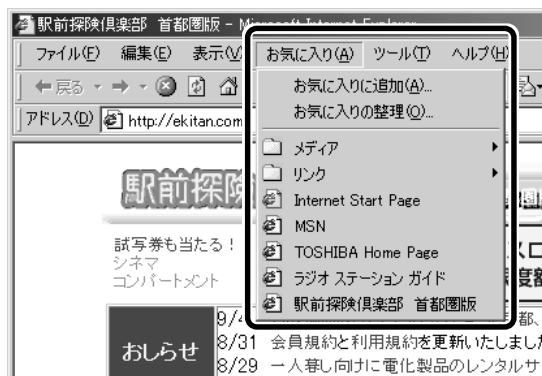 駅前探険倶楽部 首都圏版 - Microsoft Internet Explorer
ファイル(F) 編集(E) 表示(V) お気に入り(A) ツール(T) ヘルプ(H)
戻る
お気に入りに追加(A)...
お気に入りの整理(O)...
アドレス(D) http://ekitan.com
メディア
リンク
Internet Start Page
MSN
TOSHIBA Home Page
ラジオ ステーション ガイド
駅前探険倶楽部 首都圏版
駅前探険
試写券も当たる!
シネマ
コンパートメント
おしらせ
9/4
8/31 会員規約と利用規約を更新いたしました
8/29 一人暮し向けに電化製品のレンタルサ